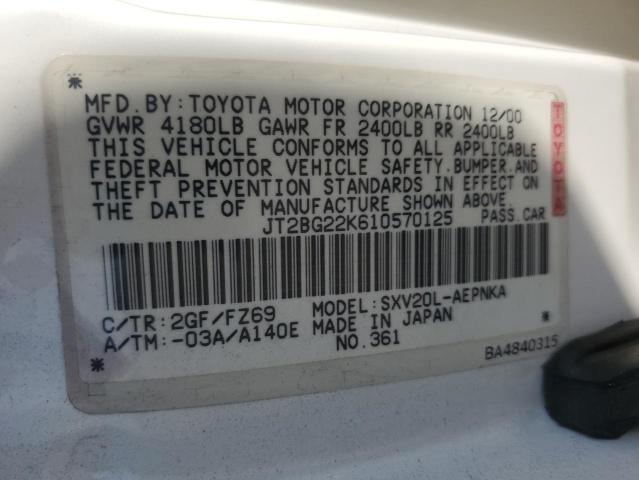 MFD. BY: TOYOTA MOTOR CORPORATION 12/00
GVWR 4180LB GAWR FR 2400LB RR 2400LB
THIS VEHICLE CONFORMS TO ALL APPLICABLE
FEDERAL MOTOR VEHICLE SAFETY.BUMPER.AND
THEFT PREVENTION STANDARDS IN EFFECT ON
THE DATE OF MANUFACTURE SHOWN ABOVE.
JT2BG22K610570125 PASS.CAR
C/TR:2GF/FZ69 MODEL:SXV20L-AEPNKA
A/TM:-03A/A140E MADE IN JAPAN
NO.361
BA4840315
TOYOTA